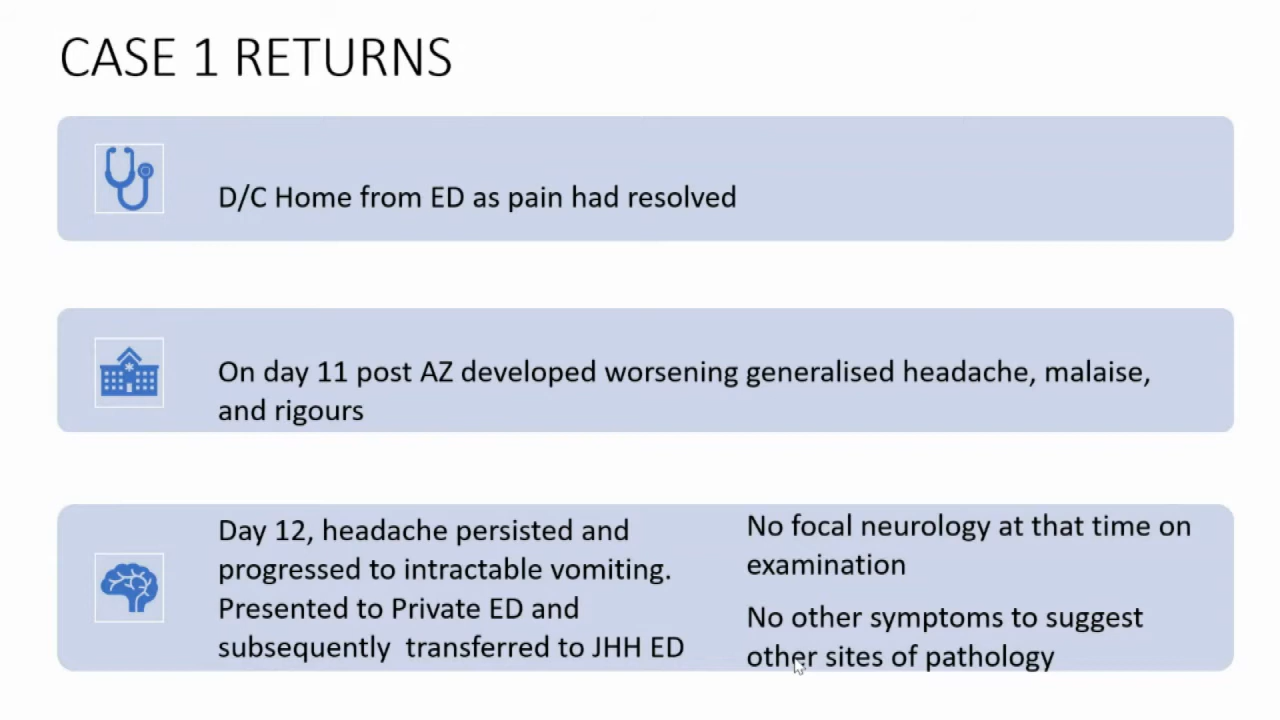 CASE 1 RETURNS
D/C Home from ED as pain had resolved
On day 11 post AZ developed worsening generalised headache, malaise,
and rigours
Day 12, headache persisted and
progressed to intractable vomiting.
Presented to Private ED and
subsequently  transferred to JHH ED
No focal neurology at that time on
examination
No other symptoms to suggest
other sites of pathology